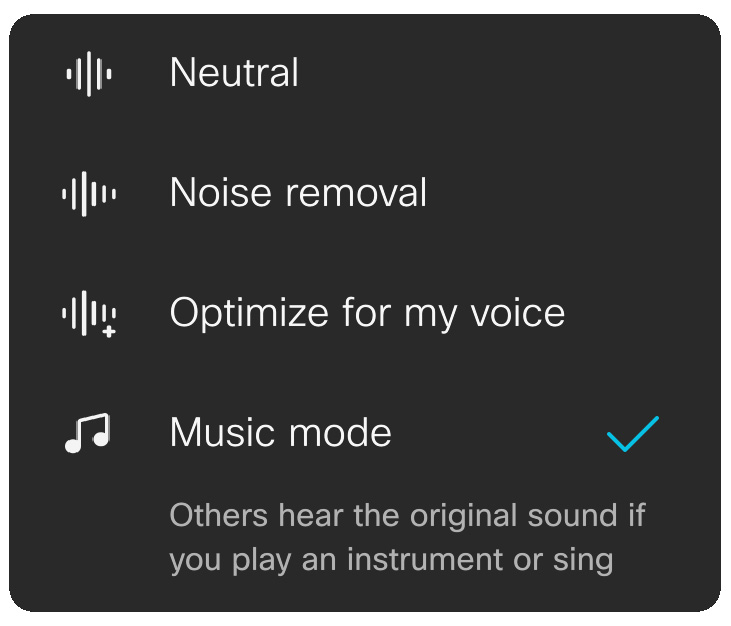 Neutral
Noise removal
Optimize for my voice
Music mode
Others hear the original sound if
you play an instrument or sing